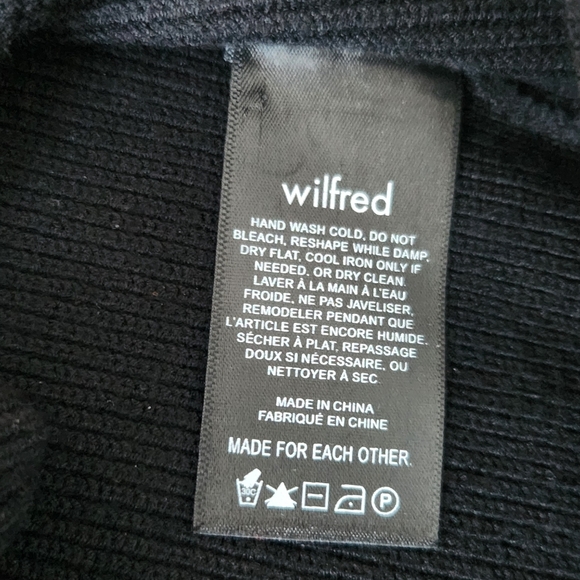 wilfred
HAND WASH COLD, DO NOT
BLEACH, RESHAPE WHILE DAMP,
DRY FLAT, COOL IRON ONLY IF
NEEDED, OR DRY CLEAN.
LAVER À LA MAIN À L'EAU
FROIDE, NE PAS JAVELISER,
REMODELER PENDANT QUE
L'ARTICLE EST ENCORE HUMIDE,
SÉCHER À PLAT, REPASSAGE
DOUX SI NÉCESSAIRE, OU
NETTOYER À SEC
MADE IN CHINA
FABRIQUÉ EN CHINE
MADE FOR EACH OTHER.
30C P